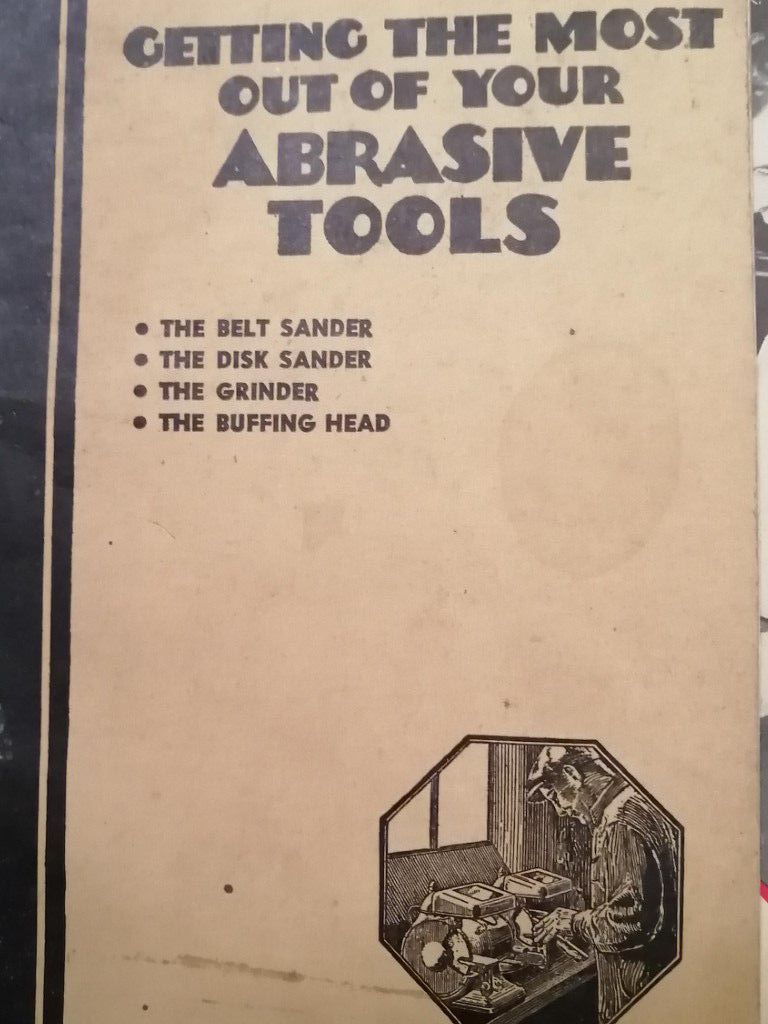 GETTING THE MOST
OUT OF YOUR
ABRASIVE
TOOLS
• THE BELT SANDER
• THE DISK SANDER
• THE GRINDER
• THE BUFFING HEAD